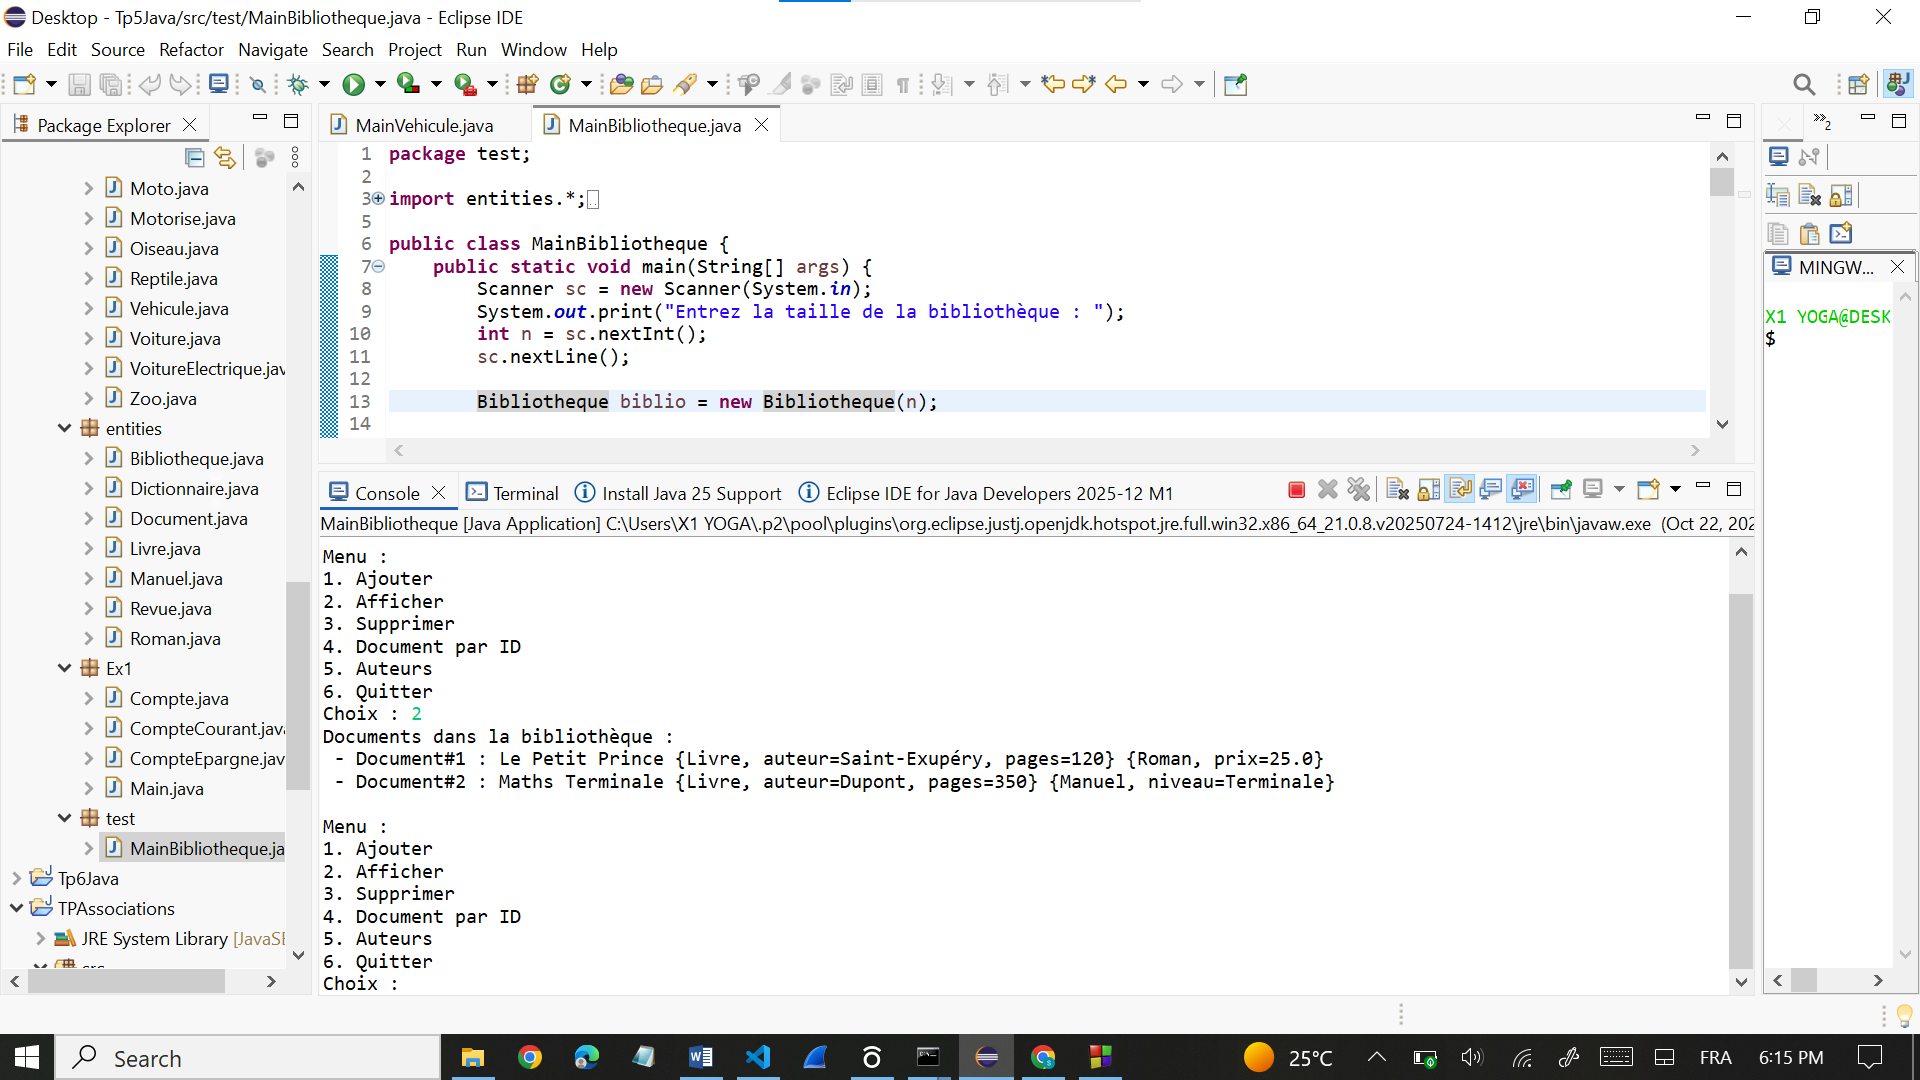 Desktop - Tp5Java/src/test/MainBibliotheque.java - Eclipse IDE
File Edit Source Refactor Navigate Search Project Run Window Help
Package Explorer
Moto.java
Motorise.java
Oiseau.java
Reptile.java
Vehicule.java
Voiture.java
VoitureElectrique.jav
Zoo.java
entities
Bibliotheque.java
Dictionnaire.java
Document.java
Livre.java
Manuel.java
Revue.java
Roman.java
Ex1
Compte.java
CompteCourant.java
CompteEpargne.jav
Main.java
test
MainBibliotheque.ja
Tp6Java
TPAssociations
JRE System Library [JavaSE
src
MainVehicule.java MainBibliotheque.java
1 package test;
2
3 import entities.*;
5
6 public class MainBibliotheque {
7 public static void main(String[] args) {
8 Scanner sc = new Scanner(System.in);
9 System.out.print("Entrez la taille de la bibliothèque : ");
10 int n = sc.nextInt();
11 sc.nextLine();
12
13 Bibliotheque biblio = new Bibliotheque(n);
14
Console Terminal Install Java 25 Support Eclipse IDE for Java Developers 2025-12 M1
MainBibliotheque [Java Application] C:\Users\X1 YOGA\.p2\pool\plugins\org.eclipse.justj.openjdk.hotspot.jre.full.win32.x86_64_21.0.8.v20250724-1412\jre\bin\javaw.exe (Oct 22, 202
Menu :
1. Ajouter
2. Afficher
3. Supprimer
4. Document par ID
5. Auteurs
6. Quitter
Choix : 2
Documents dans la bibliothèque :
- Document#1 : Le Petit Prince {Livre, auteur=Saint-Exupéry, pages=120} {Roman, prix=25.0}
- Document#2 : Maths Terminale {Livre, auteur=Dupont, pages=350} {Manuel, niveau=Terminale}
Menu :
1. Ajouter
2. Afficher
3. Supprimer
4. Document par ID
5. Auteurs
6. Quitter
Choix :
2
MINGW...
X1 YOGA@DESK
$
Search
25°C
FRA
6:15 PM